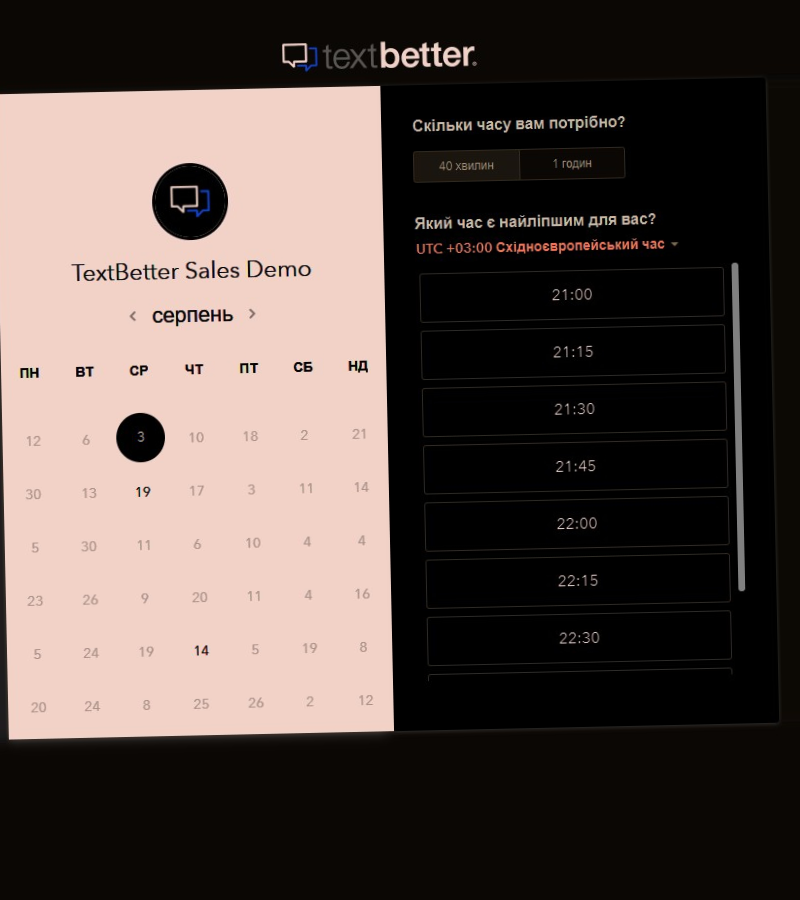 textbetter.
TextBetter Sales Demo
серпень
ПН ВТ СР ЧТ ПТ СБ НД
12 6 3 10 18 2 21
30 13 19 17 3 11 14
5 30 11 6 10 4 4
23 26 9 20 11 4 16
5 24 19 14 5 19 8
20 24 8 25 26 2 12
Скільки часу вам потрібно?
40 хвилин 1 годин
Який час є найліпшим для вас?
UTC +03:00 Східноєвропейський час
21:00
21:15
21:30
21:45
22:00
22:15
22:30